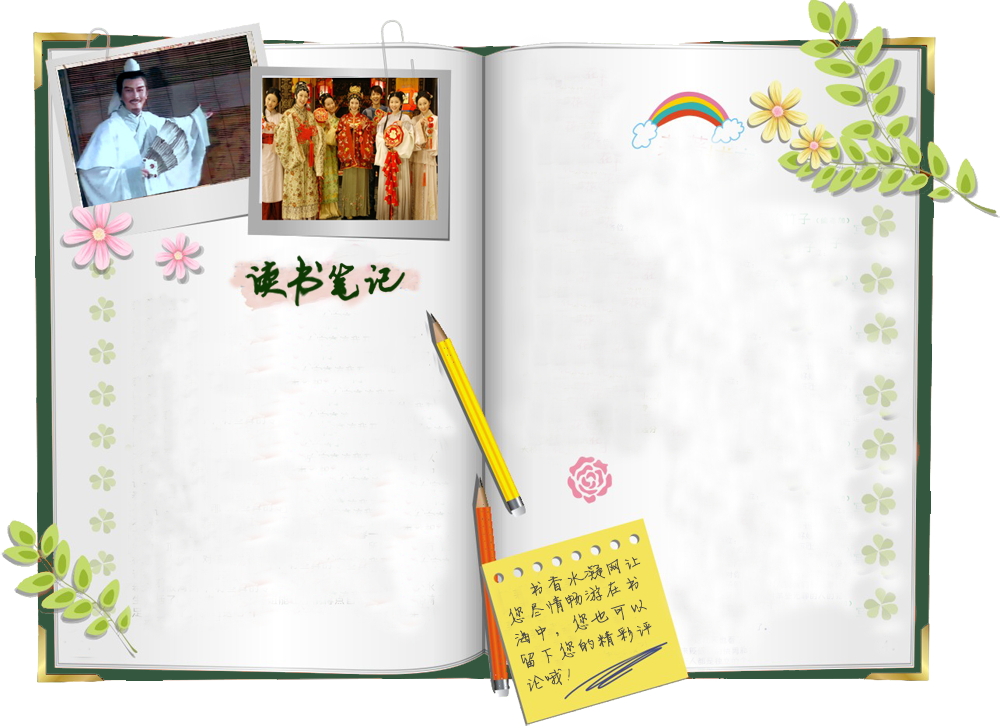 读书笔记
书香水凝网让
您尽情畅游在书
海中，您也可以
留下您的精彩评
论哦！